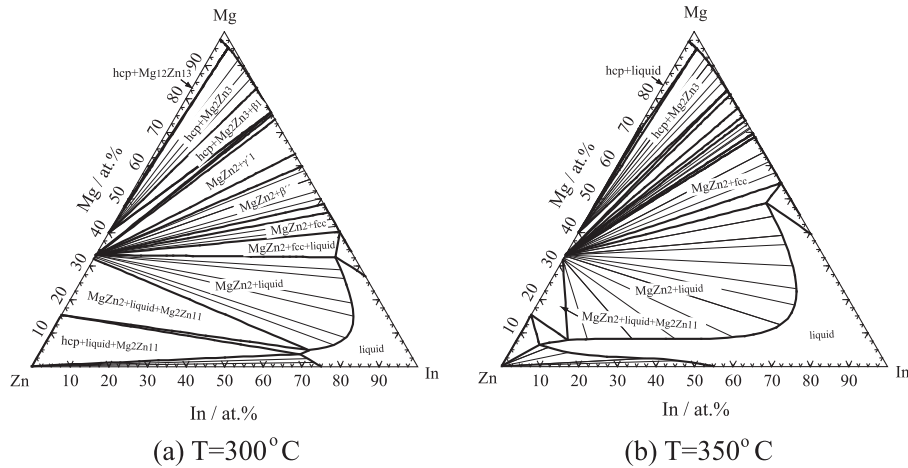 Mg
90
hcp+Mg12Zn13
80
hcp+Mg2Zn3
70
hcp+Mg2Zn3+β1
60
Mg / at.%
MgZn2+γ'1
50
MgZn2+β´´
40
MgZn2+fcc
MgZn2+fcc+liquid
30
MgZn2+liquid
20
MgZn2+liquid+Mg2Zn11
10
hcp+liquid+Mg2Zn11
liquid
Zn
10 20 30 40 50 60 70 80 90
In
In / at.%
(a) T=300°C
Mg
90
hcp+liquid
80
hcp+Mg2Zn3
70
60
Mg / at.%
50
MgZn2+fcc
40
30
MgZn2+liquid
20
MgZn2+liquid+Mg2Zn11
10
liquid
Zn
10 20 30 40 50 60 70 80 90
In
In / at.%
(b) T=350°C